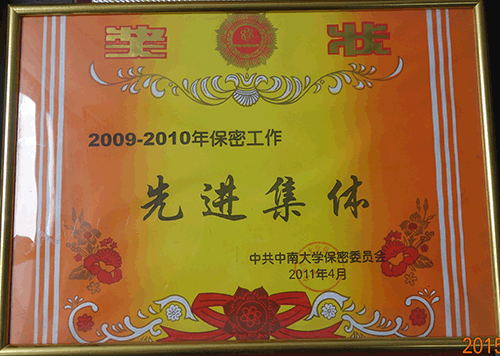 奖 状
2009-2010年保密工作
先进集体
中共中南大学保密委员会
2011年4月
2015